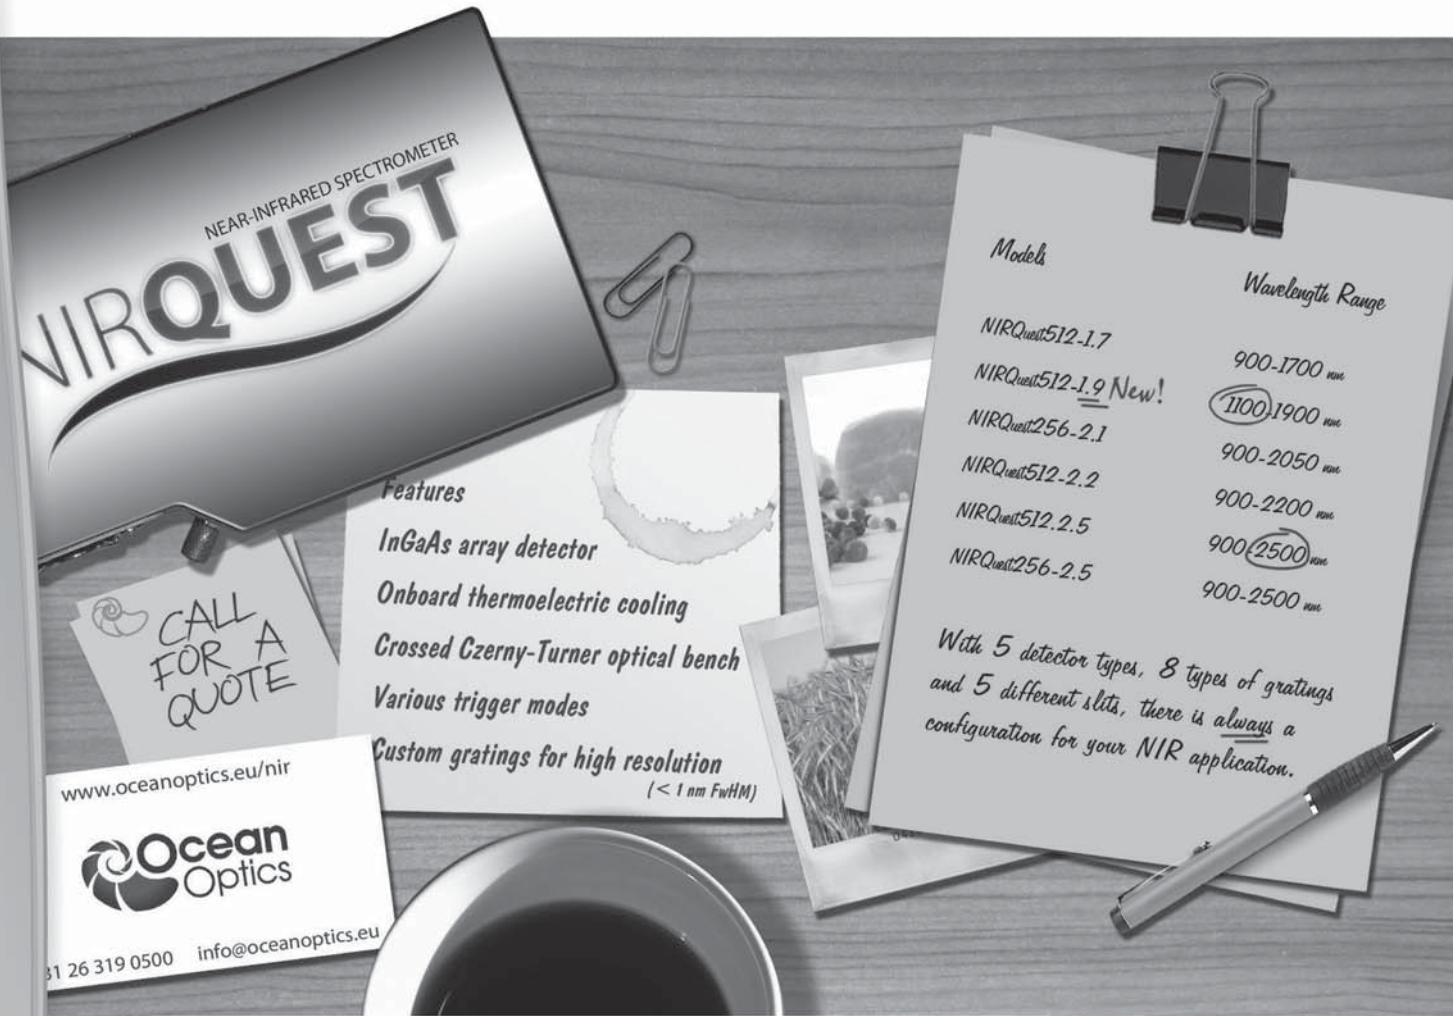 NEAR-INFRARED SPECTROMETER
NIRQUEST
Features
InGaAs array detector
Onboard thermoelectric cooling
Crossed Czerny-Turner optical bench
Various trigger modes
Custom gratings for high resolution
(< 1 nm FwHM)
CALL
FOR A
QUOTE
www.oceanoptics.eu/nir
Ocean
Optics
31 26 319 0500 info@oceanoptics.eu
Models Wavelength Range
NIRQuest512-1.7 900-1700 nm
NIRQuest512-1.9 New! 1100-1900 nm
NIRQuest256-2.1 900-2050 nm
NIRQuest512-2.2 900-2200 nm
NIRQuest512.2.5 900-2500 nm
NIRQuest256-2.5 900-2500 nm
With 5 detector types, 8 types of gratings
and 5 different slits, there is always a
configuration for your NIR application.